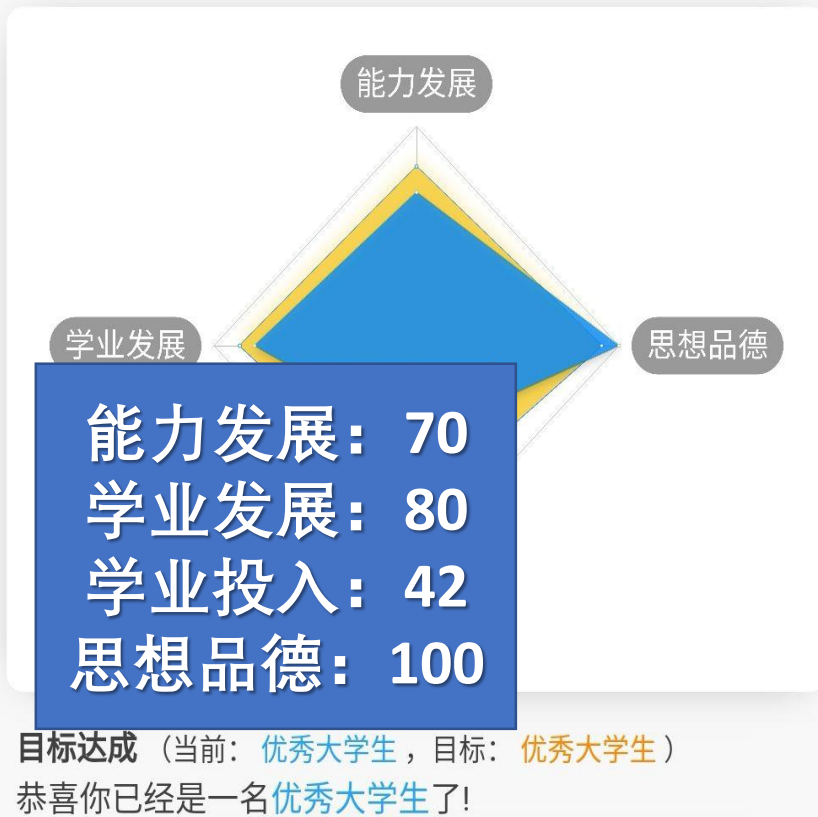 能力发展
学业发展
思想品德
能力发展：70
学业发展：80
学业投入：42
思想品德：100
目标达成 （当前： 优秀大学生 ，目标： 优秀大学生 ）
恭喜你已经是一名优秀大学生了!